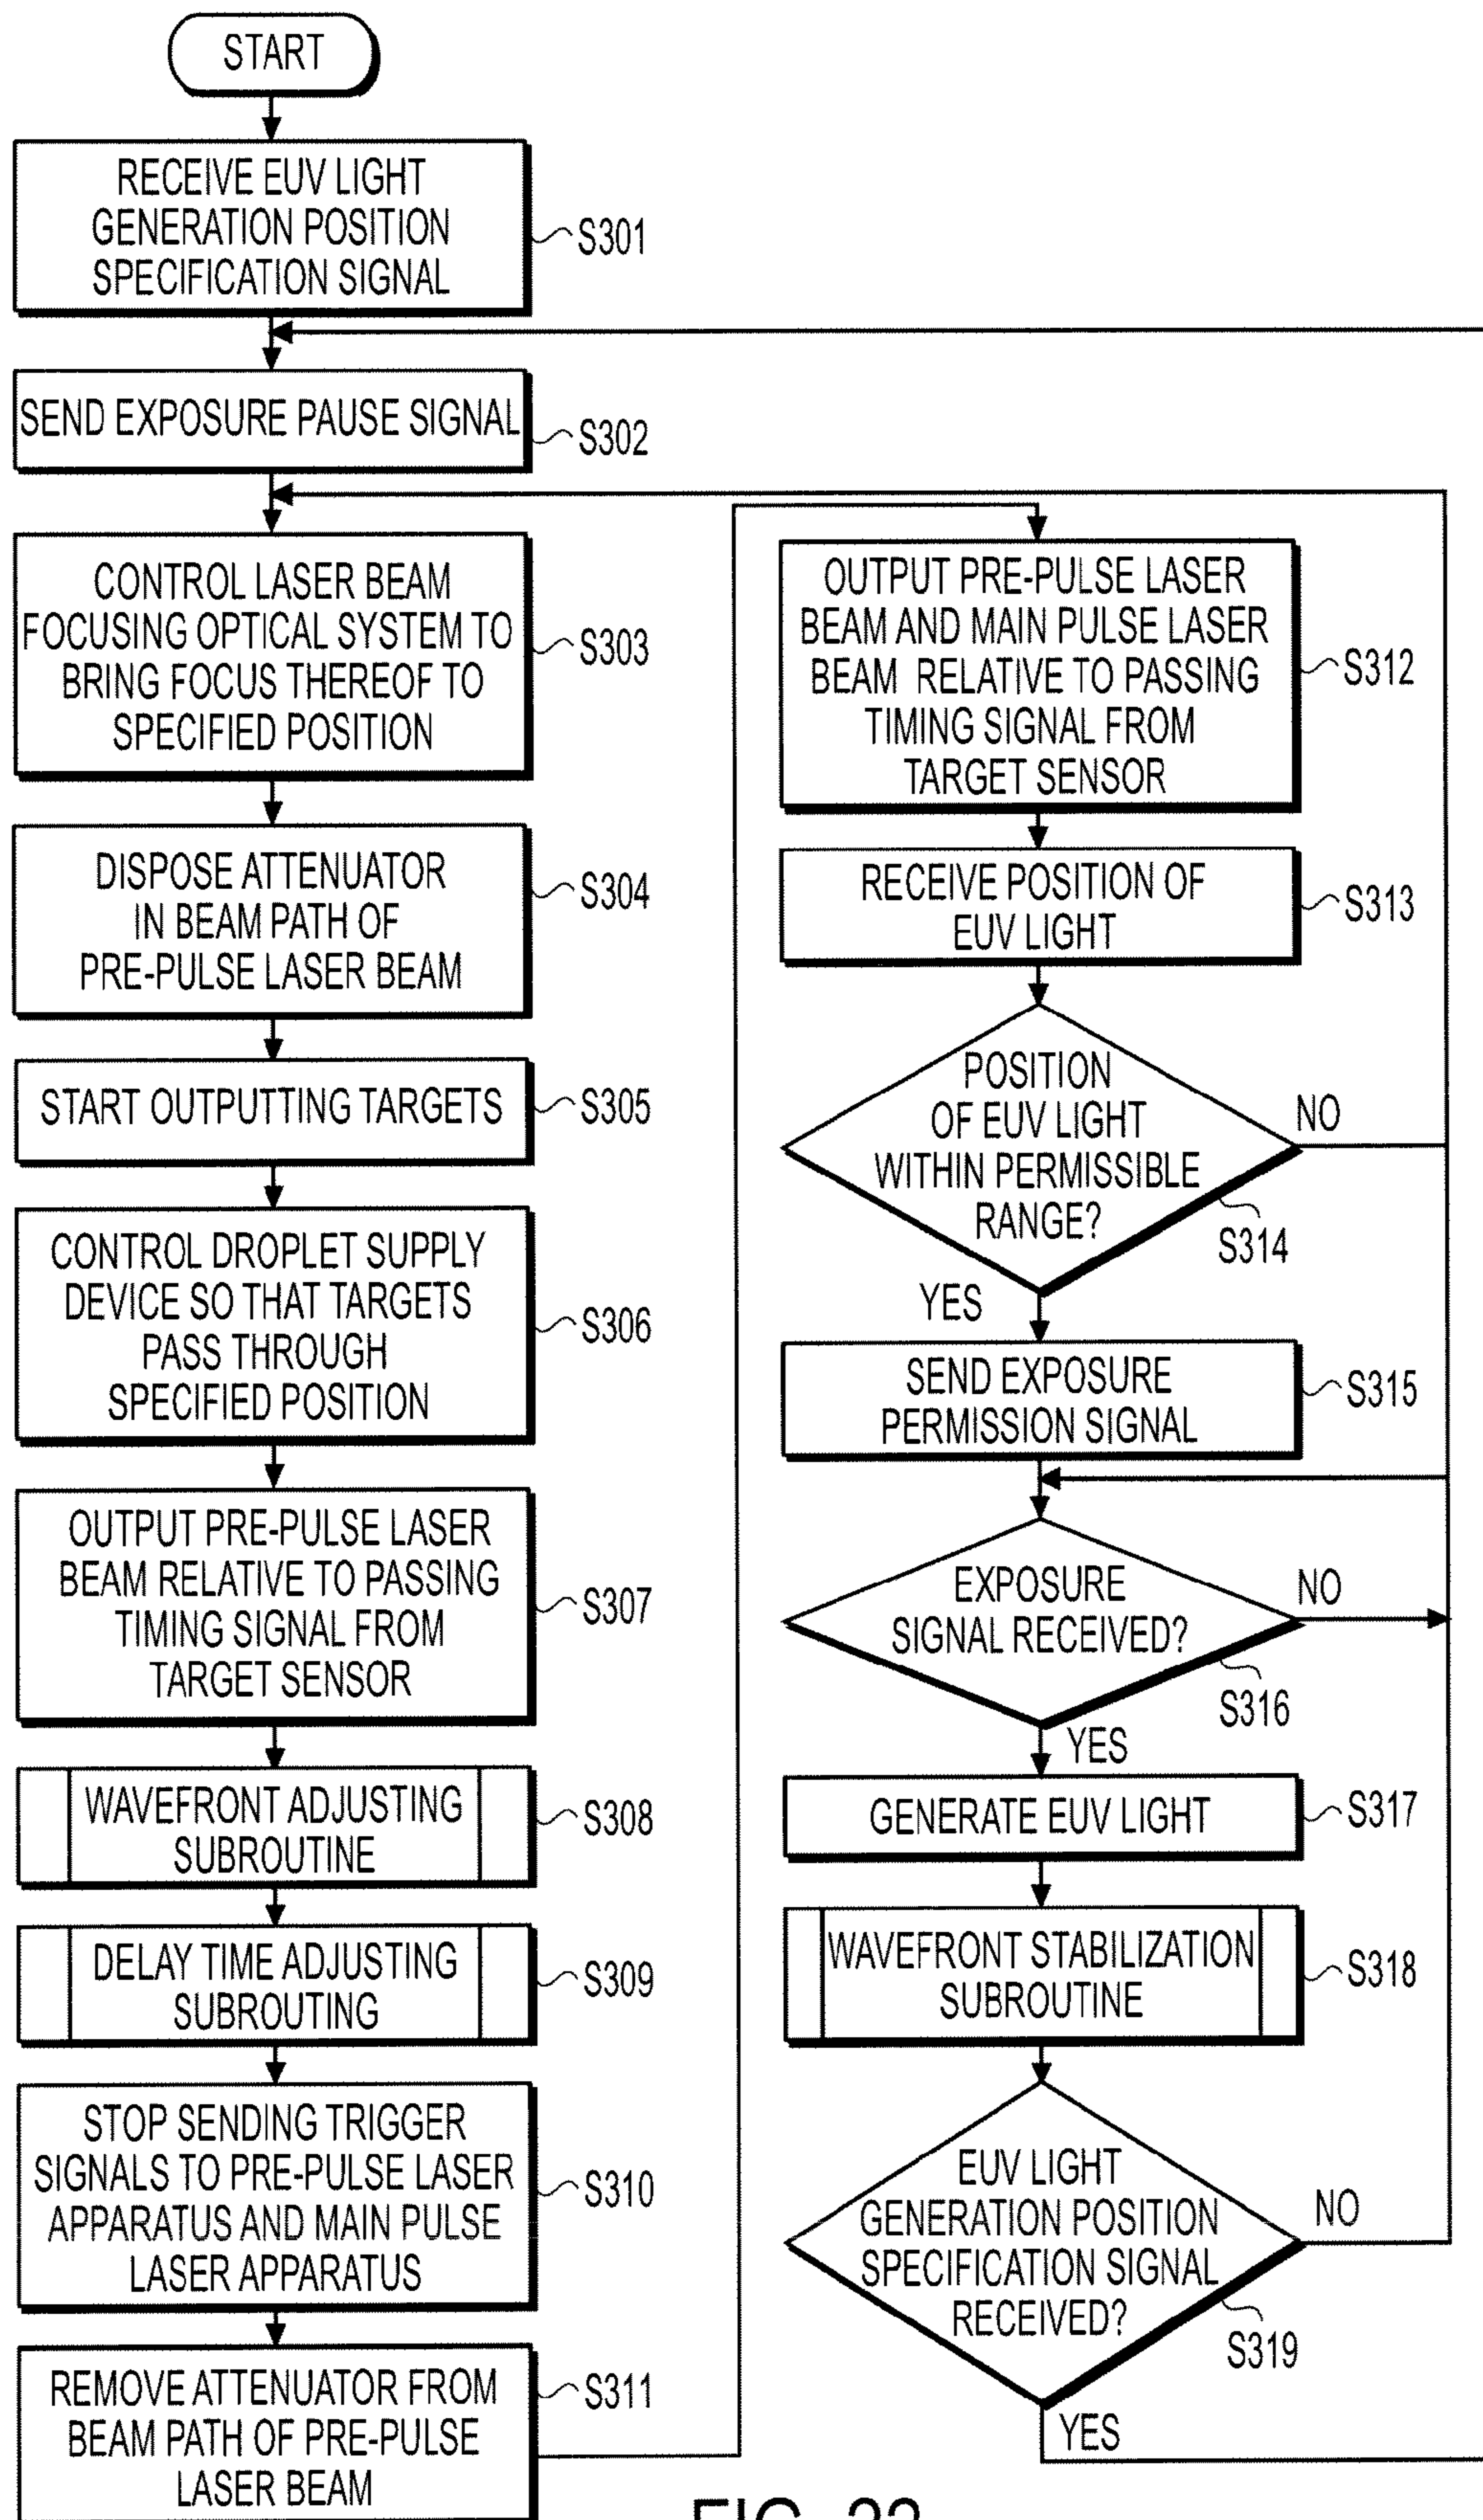 START
RECEIVE EUV LIGHT
GENERATION POSITION
SPECIFICATION SIGNAL
S301
SEND EXPOSURE PAUSE SIGNAL
S302
CONTROL LASER BEAM
FOCUSING OPTICAL SYSTEM TO
BRING FOCUS THEREOF TO
SPECIFIED POSITION
S303
DISPOSE ATTENUATOR
IN BEAM PATH OF
PRE-PULSE LASER BEAM
S304
START OUTPUTTING TARGETS
S305
CONTROL DROPLET SUPPLY
DEVICE SO THAT TARGETS
PASS THROUGH
SPECIFIED POSITION
S306
OUTPUT PRE-PULSE LASER
BEAM RELATIVE TO PASSING
TIMING SIGNAL FROM
TARGET SENSOR
S307
WAVEFRONT ADJUSTING
SUBROUTINE
S308
DELAY TIME ADJUSTING
SUBROUTING
S309
STOP SENDING TRIGGER
SIGNALS TO PRE-PULSE LASER
APPARATUS AND MAIN PULSE
LASER APPARATUS
S310
REMOVE ATTENUATOR FROM
BEAM PATH OF PRE-PULSE
LASER BEAM
S311
OUTPUT PRE-PULSE LASER
BEAM AND MAIN PULSE LASER
BEAM RELATIVE TO PASSING
TIMING SIGNAL FROM
TARGET SENSOR
S312
RECEIVE POSITION OF
EUV LIGHT
S313
POSITION
OF EUV LIGHT
WITHIN PERMISSIBLE
RANGE?
NO
S314
YES
SEND EXPOSURE
PERMISSION SIGNAL
S315
EXPOSURE
SIGNAL RECEIVED?
NO
S316
YES
GENERATE EUV LIGHT
S317
WAVEFRONT STABILIZATION
SUBROUTINE
S318
EUV LIGHT
GENERATION POSITION
SPECIFICATION SIGNAL
RECEIVED?
NO
S319
YES